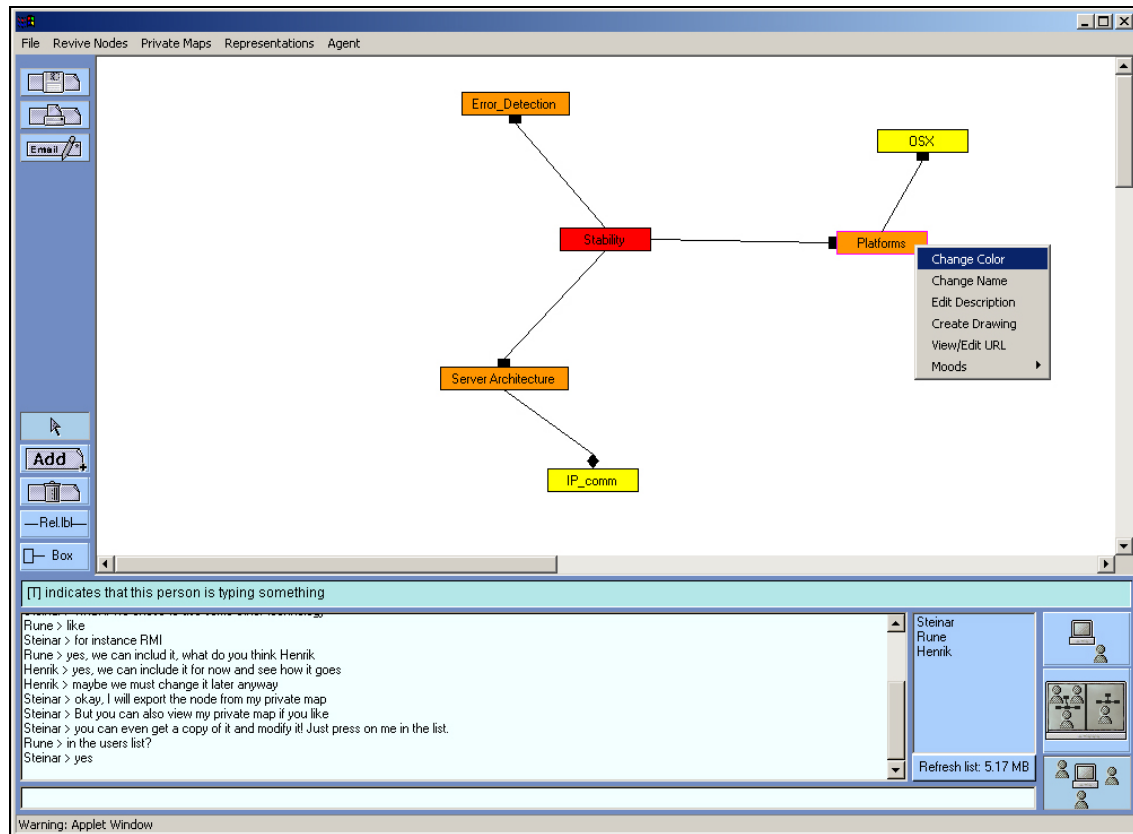 File Revive Nodes Private Maps Representations Agent
Error_Detection
OSX
Stability
Platforms
Change Color
Change Name
Edit Description
Create Drawing
View/Edit URL
Moods
Server Architecture
IP_comm
Email
Add
Rel.lbl
Box
[T] indicates that this person is typing something
Rune > like
Steinar > for instance RMI
Rune > yes, we can includ it, what do you think Henrik
Henrik > yes, we can include it for now and see how it goes
Henrik > maybe we must change it later anyway
Steinar > okay, I will export the node from my private map
Steinar > But you can also view my private map if you like
Steinar > you can even get a copy of it and modify it! Just press on me in the list.
Rune > in the users list?
Steinar > yes
Steinar
Rune
Henrik
Refresh list: 5.17 MB
Warning: Applet Window